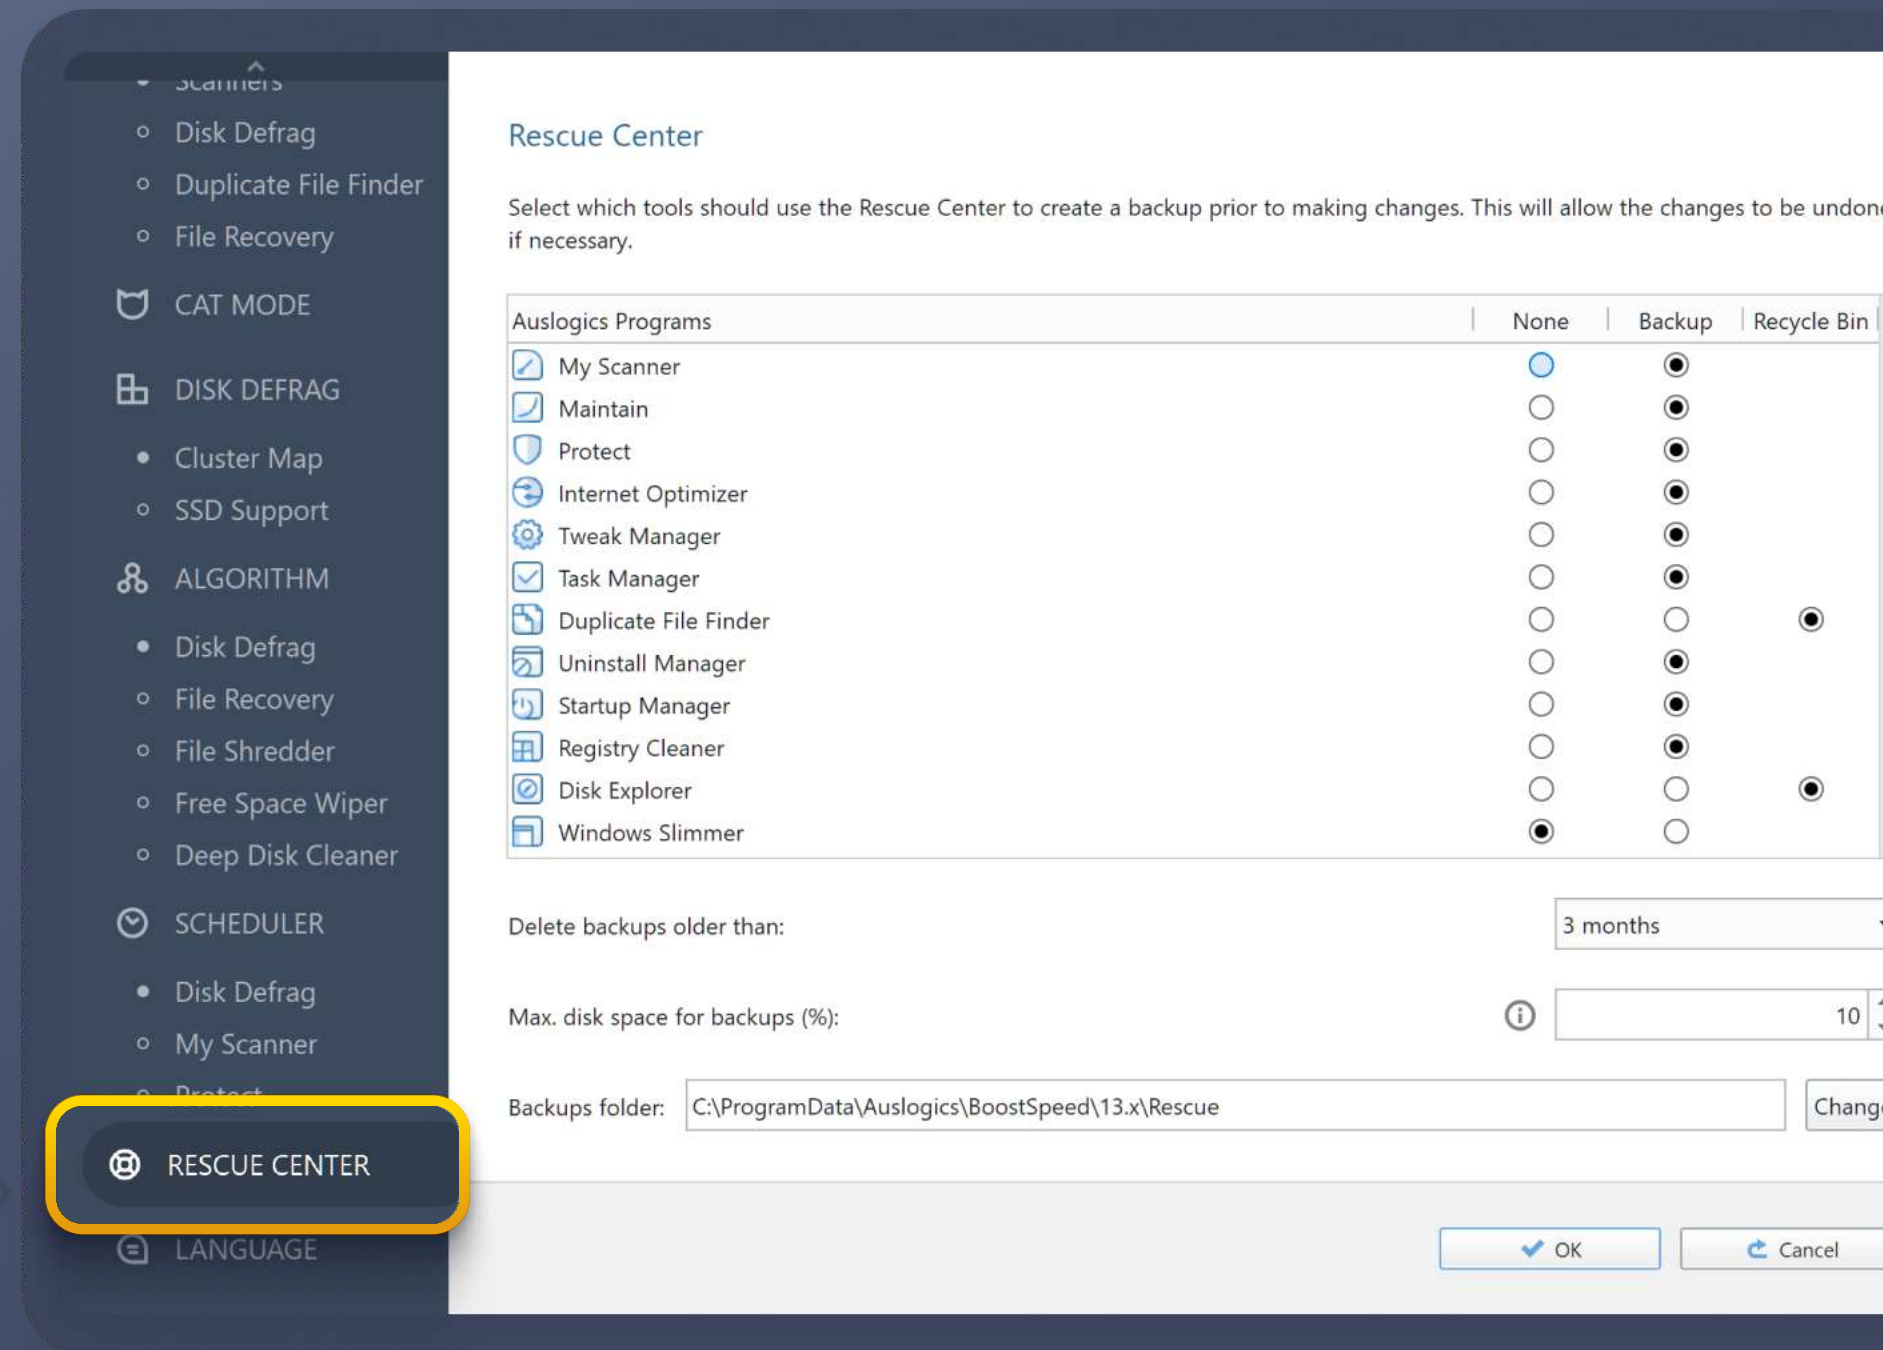 Scanners
Disk Defrag
Duplicate File Finder
File Recovery
CAT MODE
DISK DEFRAG
Cluster Map
SSD Support
ALGORITHM
Disk Defrag
File Recovery
File Shredder
Free Space Wiper
Deep Disk Cleaner
SCHEDULER
Disk Defrag
My Scanner
Protect
RESCUE CENTER
LANGUAGE
Rescue Center
Select which tools should use the Rescue Center to create a backup prior to making changes. This will allow the changes to be undone
if necessary.
Auslogics Programs None Backup Recycle Bin
My Scanner
Maintain
Protect
Internet Optimizer
Tweak Manager
Task Manager
Duplicate File Finder
Uninstall Manager
Startup Manager
Registry Cleaner
Disk Explorer
Windows Slimmer
Delete backups older than: 3 months
Max. disk space for backups (%): 10
Backups folder: C:\ProgramData\Auslogics\BoostSpeed\13.x\Rescue Change
OK Cancel